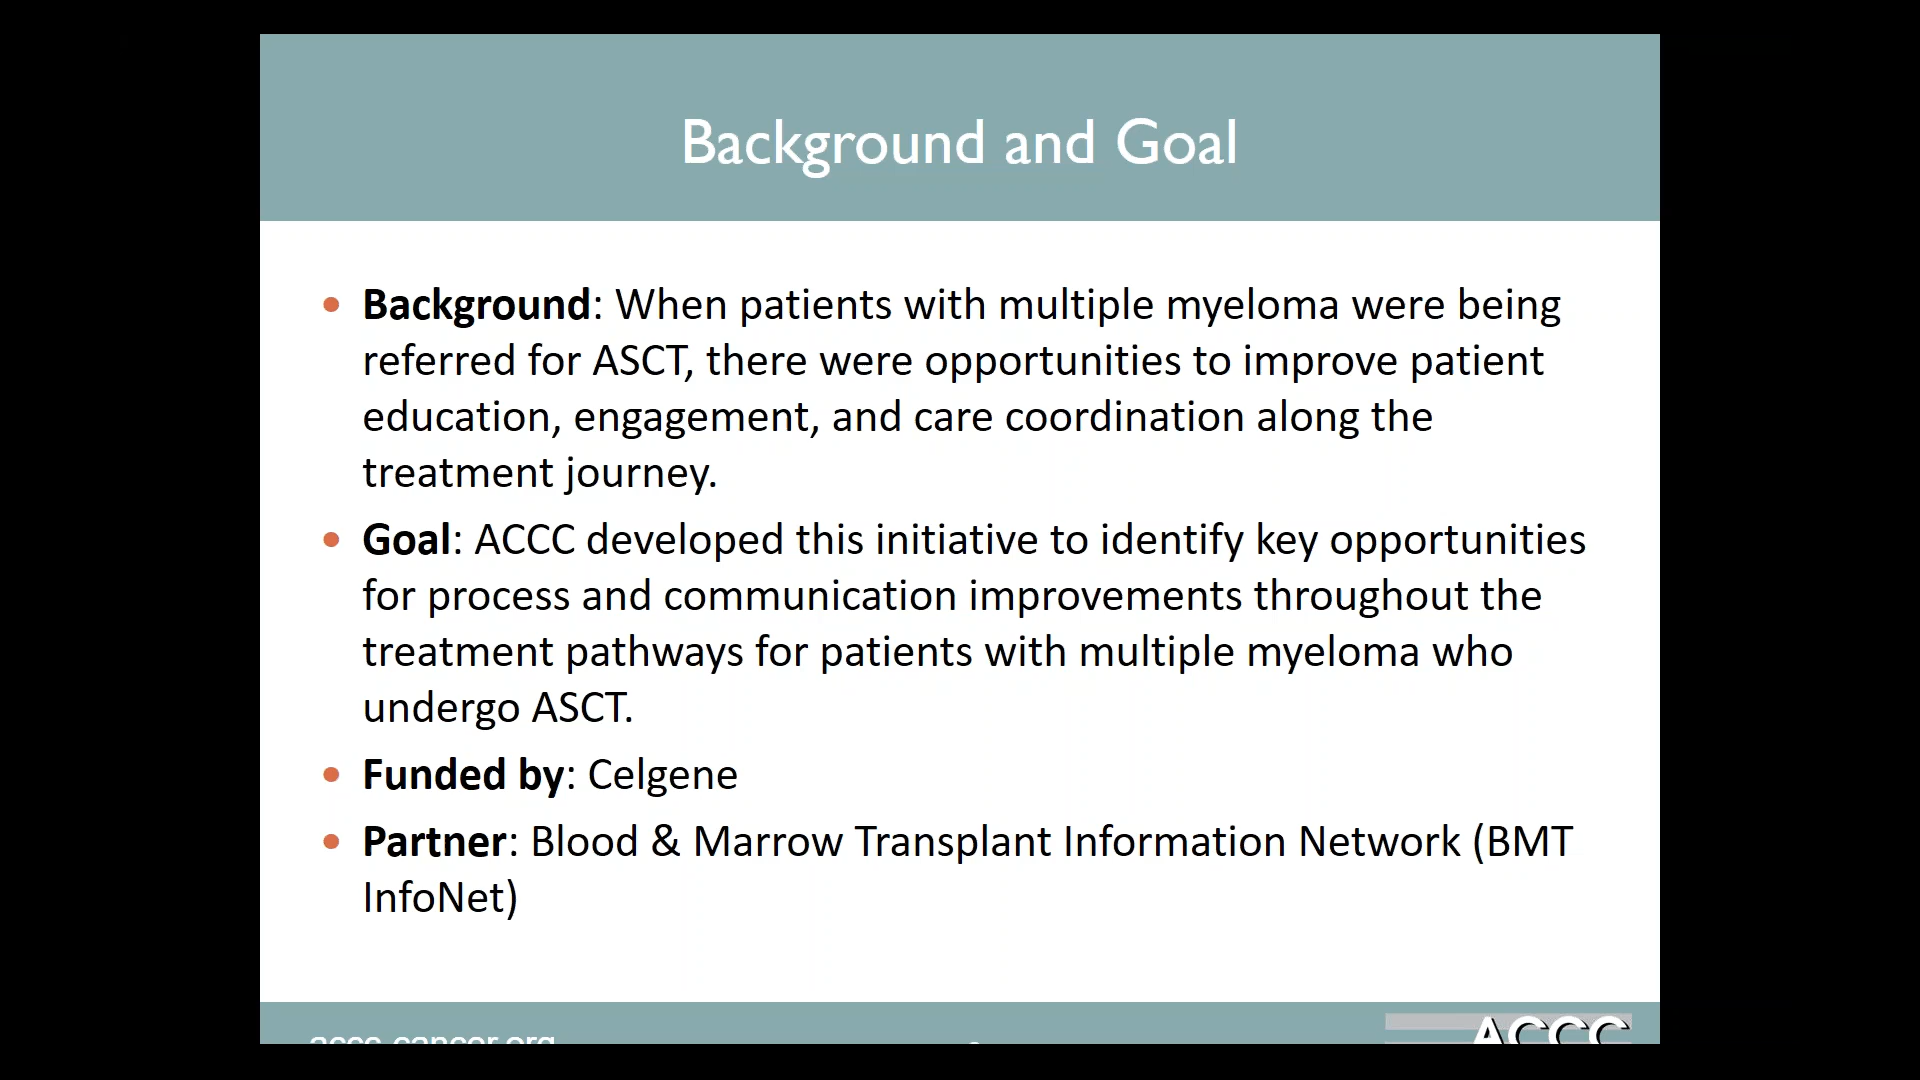 Background and Goal
• Background: When patients with multiple myeloma were being
referred for ASCT, there were opportunities to improve patient
education, engagement, and care coordination along the
treatment journey.
• Goal: ACCC developed this initiative to identify key opportunities
for process and communication improvements throughout the
treatment pathways for patients with multiple myeloma who
undergo ASCT.
• Funded by: Celgene
• Partner: Blood & Marrow Transplant Information Network (BMT
InfoNet)
accc-cancer.org
ACCC